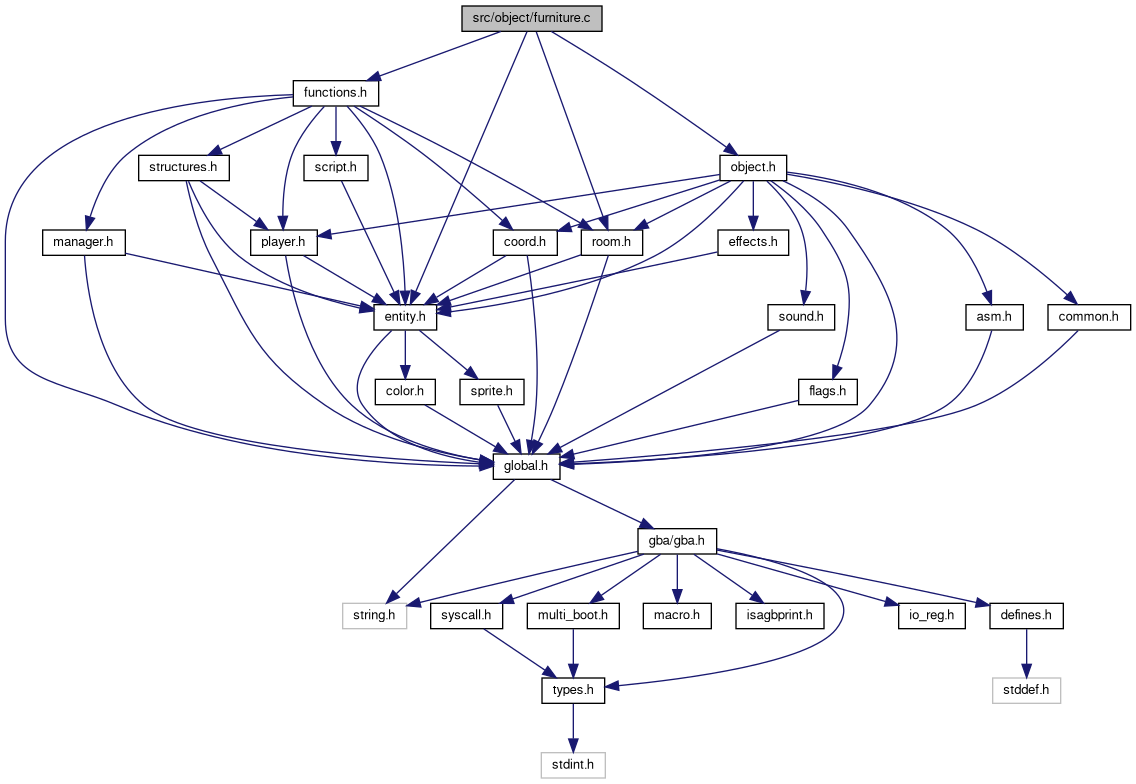 src/object/furniture.c
functions.h
structures.h
script.h
object.h
manager.h
player.h
coord.h
room.h
effects.h
entity.h
sound.h
asm.h
common.h
color.h
sprite.h
flags.h
global.h
gba/gba.h
string.h
syscall.h
multi_boot.h
macro.h
isagbprint.h
io_reg.h
defines.h
types.h
stddef.h
stdint.h